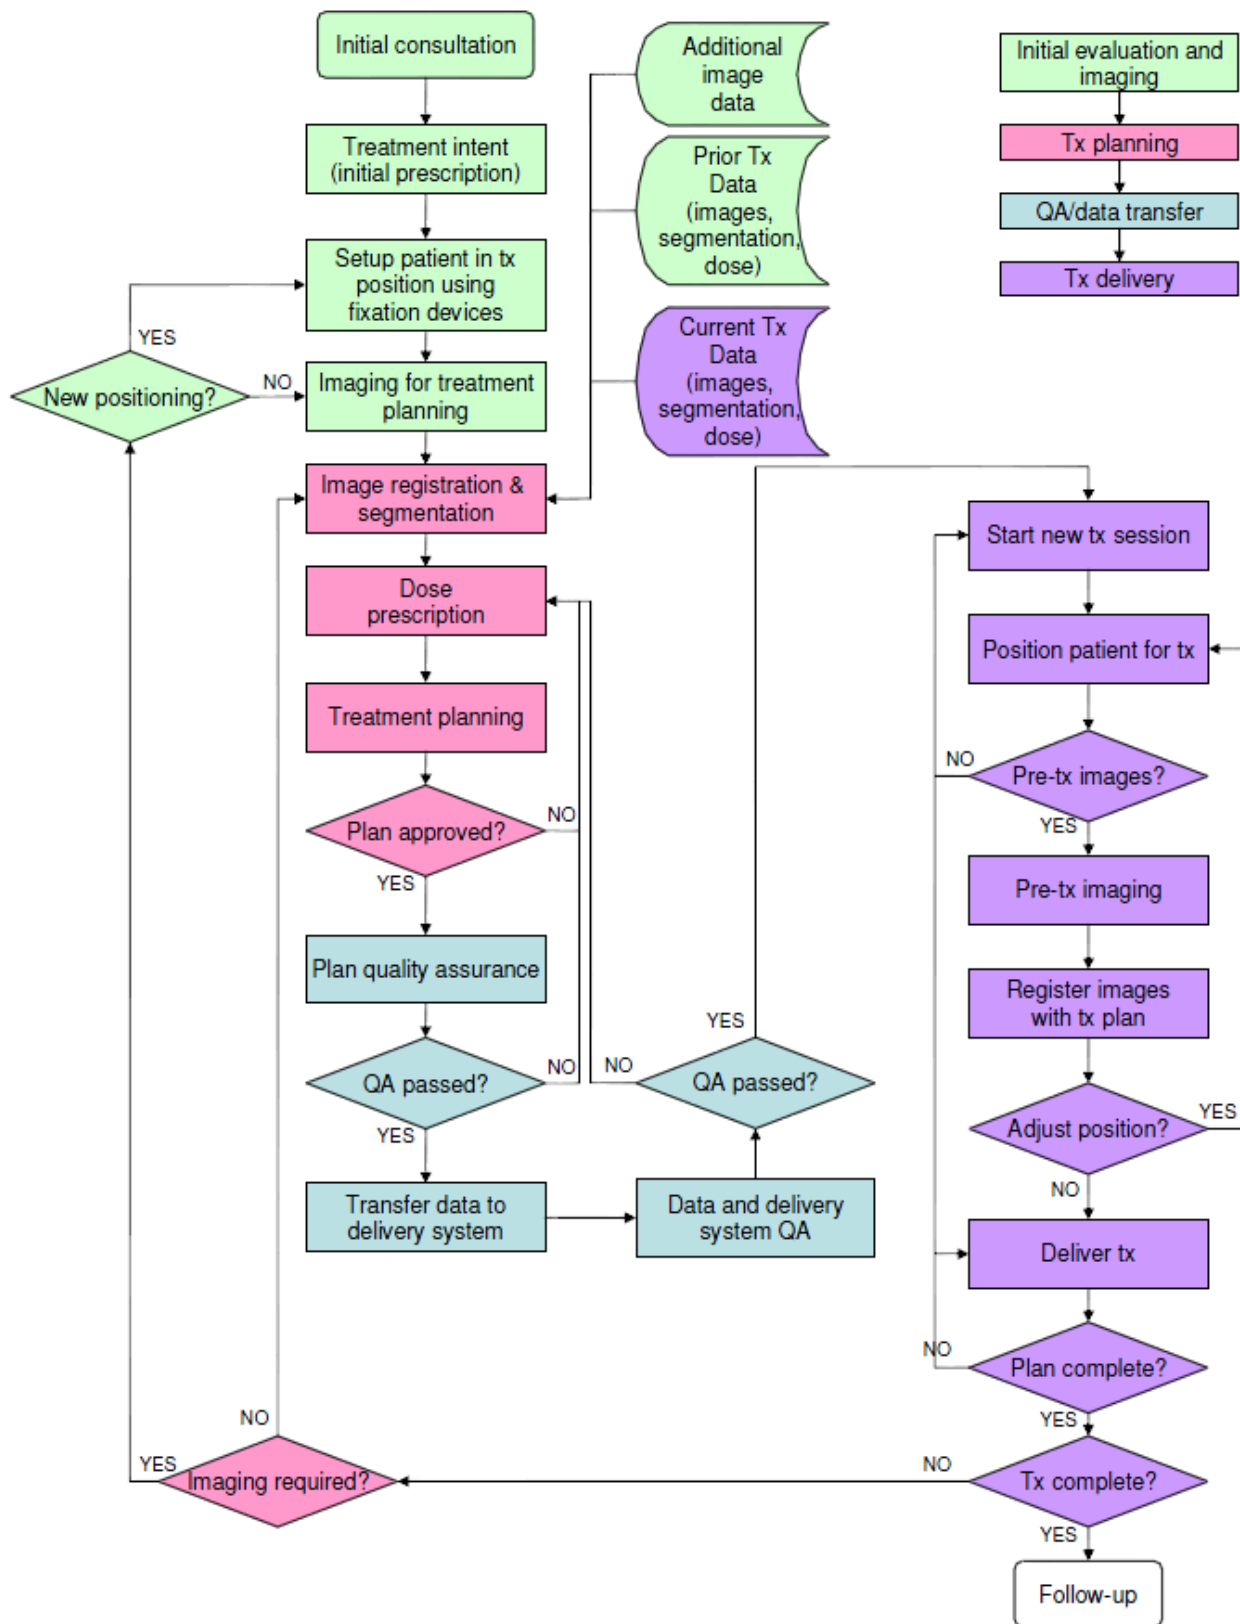 Initial consultation
Treatment intent
(initial prescription)
Setup patient in tx
position using
fixation devices
YES
New positioning?
NO
Imaging for treatment
planning
Image registration &
segmentation
Dose
prescription
Treatment planning
Plan approved?
NO
YES
Plan quality assurance
QA passed?
NO
YES
Transfer data to
delivery system
Data and delivery
system QA
QA passed?
NO
YES
Additional
image
data
Prior Tx
Data
(images,
segmentation,
dose)
Current Tx
Data
(images,
segmentation,
dose)
Initial evaluation and
imaging
Tx planning
QA/data transfer
Tx delivery
Start new tx session
Position patient for tx
Pre-tx images?
NO
YES
Pre-tx imaging
Register images
with tx plan
Adjust position?
YES
NO
Deliver tx
Plan complete?
NO
YES
Tx complete?
NO
YES
Imaging required?
NO
YES
Follow-up